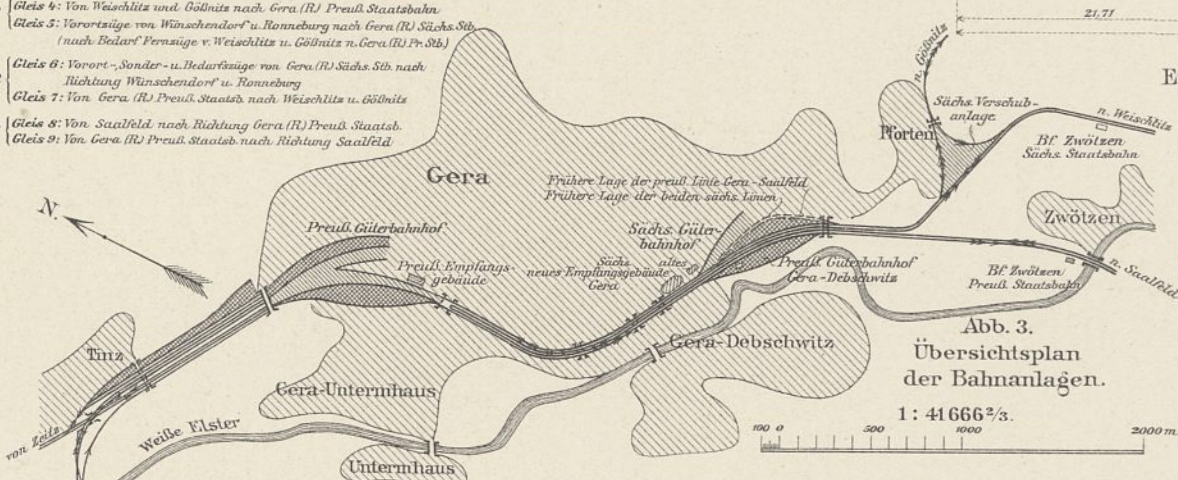 Gleis 4: Von Weischlitz und Gößnitz nach Gera (R) Preuß. Staatsbahn
Gleis 5: Vorortzüge von Wünschendorf u. Ronneburg nach Gera (R) Sächs. Stb.
(nach Bedarf Fernzüge v. Weischlitz u. Gößnitz n. Gera (R) Pr. Stb.)
Gleis 6: Vorort-, Sonder- u. Bedarfszüge von Gera (R) Sächs. Stb. nach
Richtung Wünschendorf u. Ronneburg
Gleis 7: Von Gera (R) Preuß. Staatsb. nach Weischlitz u. Gößnitz
Gleis 8: Von Saalfeld nach Richtung Gera (R) Preuß. Staatsb.
Gleis 9: Von Gera (R) Preuß. Staatsb. nach Richtung Saalfeld
21,71
E
n. Gößnitz
Sächs. Verschub-
anlage.
n. Weischlitz
Pforten
Bf. Zwötzen
Sächs. Staatsbahn
Gera
Frühere Lage der preuß. Linie Gera-Saalfeld
Frühere Lage der beiden sächs. Linien
N.
Zwötzen
Preuß. Güterbahnhof
Sächs. Güter-
bahnhof
Preuß. Empfangs-
gebäude
Sächs. altes
neues Empfangsgebäude
Gera
Preuß. Güterbahnhof
Gera-Debschwitz
Bf. Zwötzen
Preuß. Staatsbahn
n. Saalfeld
Tinz
Gera-Debschwitz
Gera-Untermhaus
Abb. 3.
Übersichtsplan
der Bahnanlagen.
1: 41666 2/3.
von Zeitz
Weiße Elster
Untermhaus
100 0 500 1000 2000 m